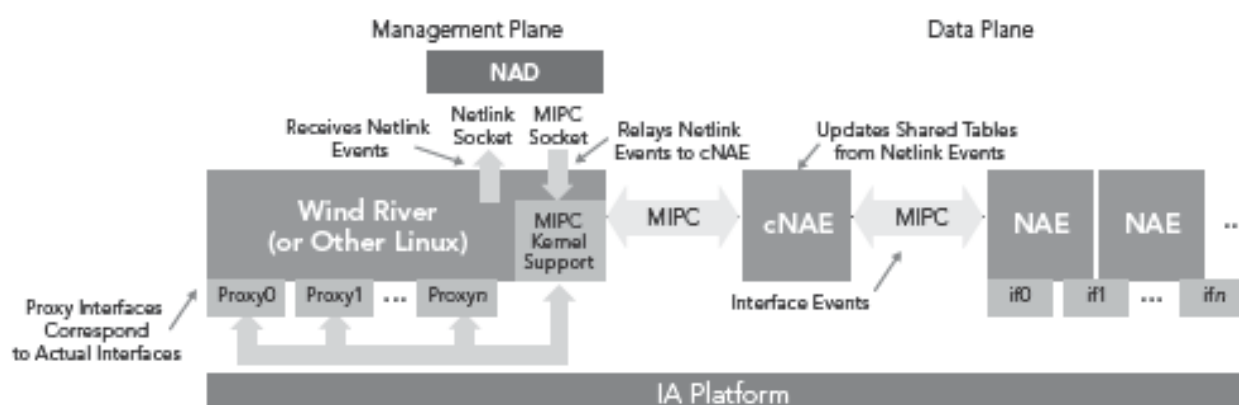 Management Plane
Data Plane
NAD
Receives Netlink
Events
Netlink
Socket
MIPC
Socket
Relays Netlink
Events to cNAE
Updates Shared Tables
from Netlink Events
Wind River
(or Other Linux)
MIPC
Kernel
Support
MIPC
cNAE
MIPC
NAE
NAE
...
Proxy0
Proxy1
...
Proxyn
Interface Events
if0
if1
...
ifn
Proxy Interfaces
Correspond
to Actual Interfaces
IA Platform